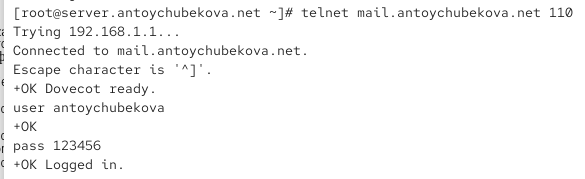 [root@server.antoychubekova.net ~]# telnet mail.antoychubekova.net 110
Trying 192.168.1.1...
Connected to mail.antoychubekova.net.
Escape character is '^]'.
+OK Dovecot ready.
user antoychubekova
+OK
pass 123456
+OK Logged in.